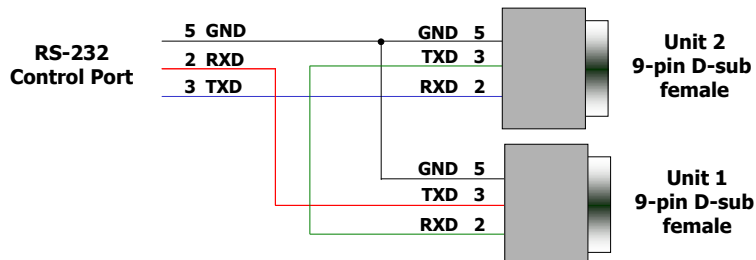 RS-232
Control Port
5 GND
2 RXD
3 TXD
GND 5
TXD 3
RXD 2
Unit 2
9-pin D-sub
female
GND 5
TXD 3
RXD 2
Unit 1
9-pin D-sub
female